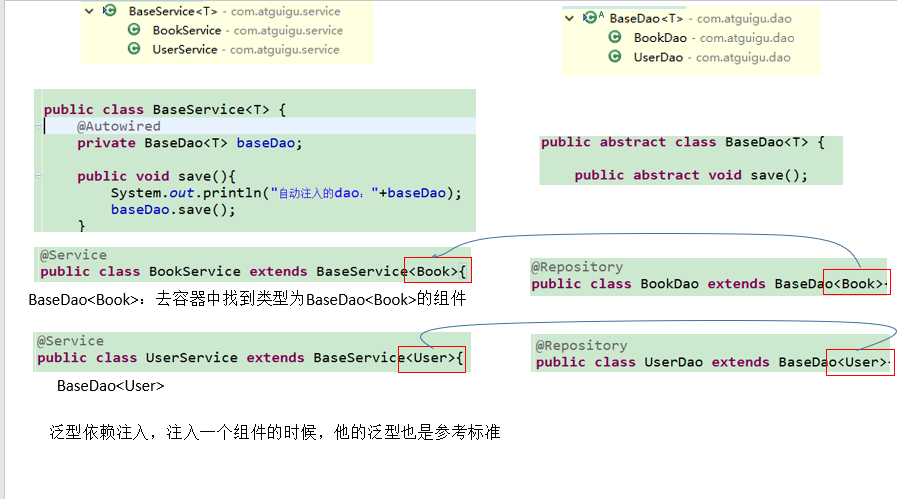 BaseService<T> - com.atguigu.service
BookService - com.atguigu.service
UserService - com.atguigu.service
BaseDao<T> - com.atguigu.dao
BookDao - com.atguigu.dao
UserDao - com.atguigu.dao
public class BaseService<T> {
@Autowired
private BaseDao<T> baseDao;
public void save(){
System.out.println("自动注入的dao："+baseDao);
baseDao.save();
}
public abstract class BaseDao<T> {
public abstract void save();
@Service
public class BookService extends BaseService<Book>{
@Repository
public class BookDao extends BaseDao<Book>{
BaseDao<Book>：去容器中找到类型为BaseDao<Book>的组件
@Service
public class UserService extends BaseService<User>{
@Repository
public class UserDao extends BaseDao<User>{
BaseDao<User>
泛型依赖注入，注入一个组件的时候，他的泛型也是参考标准